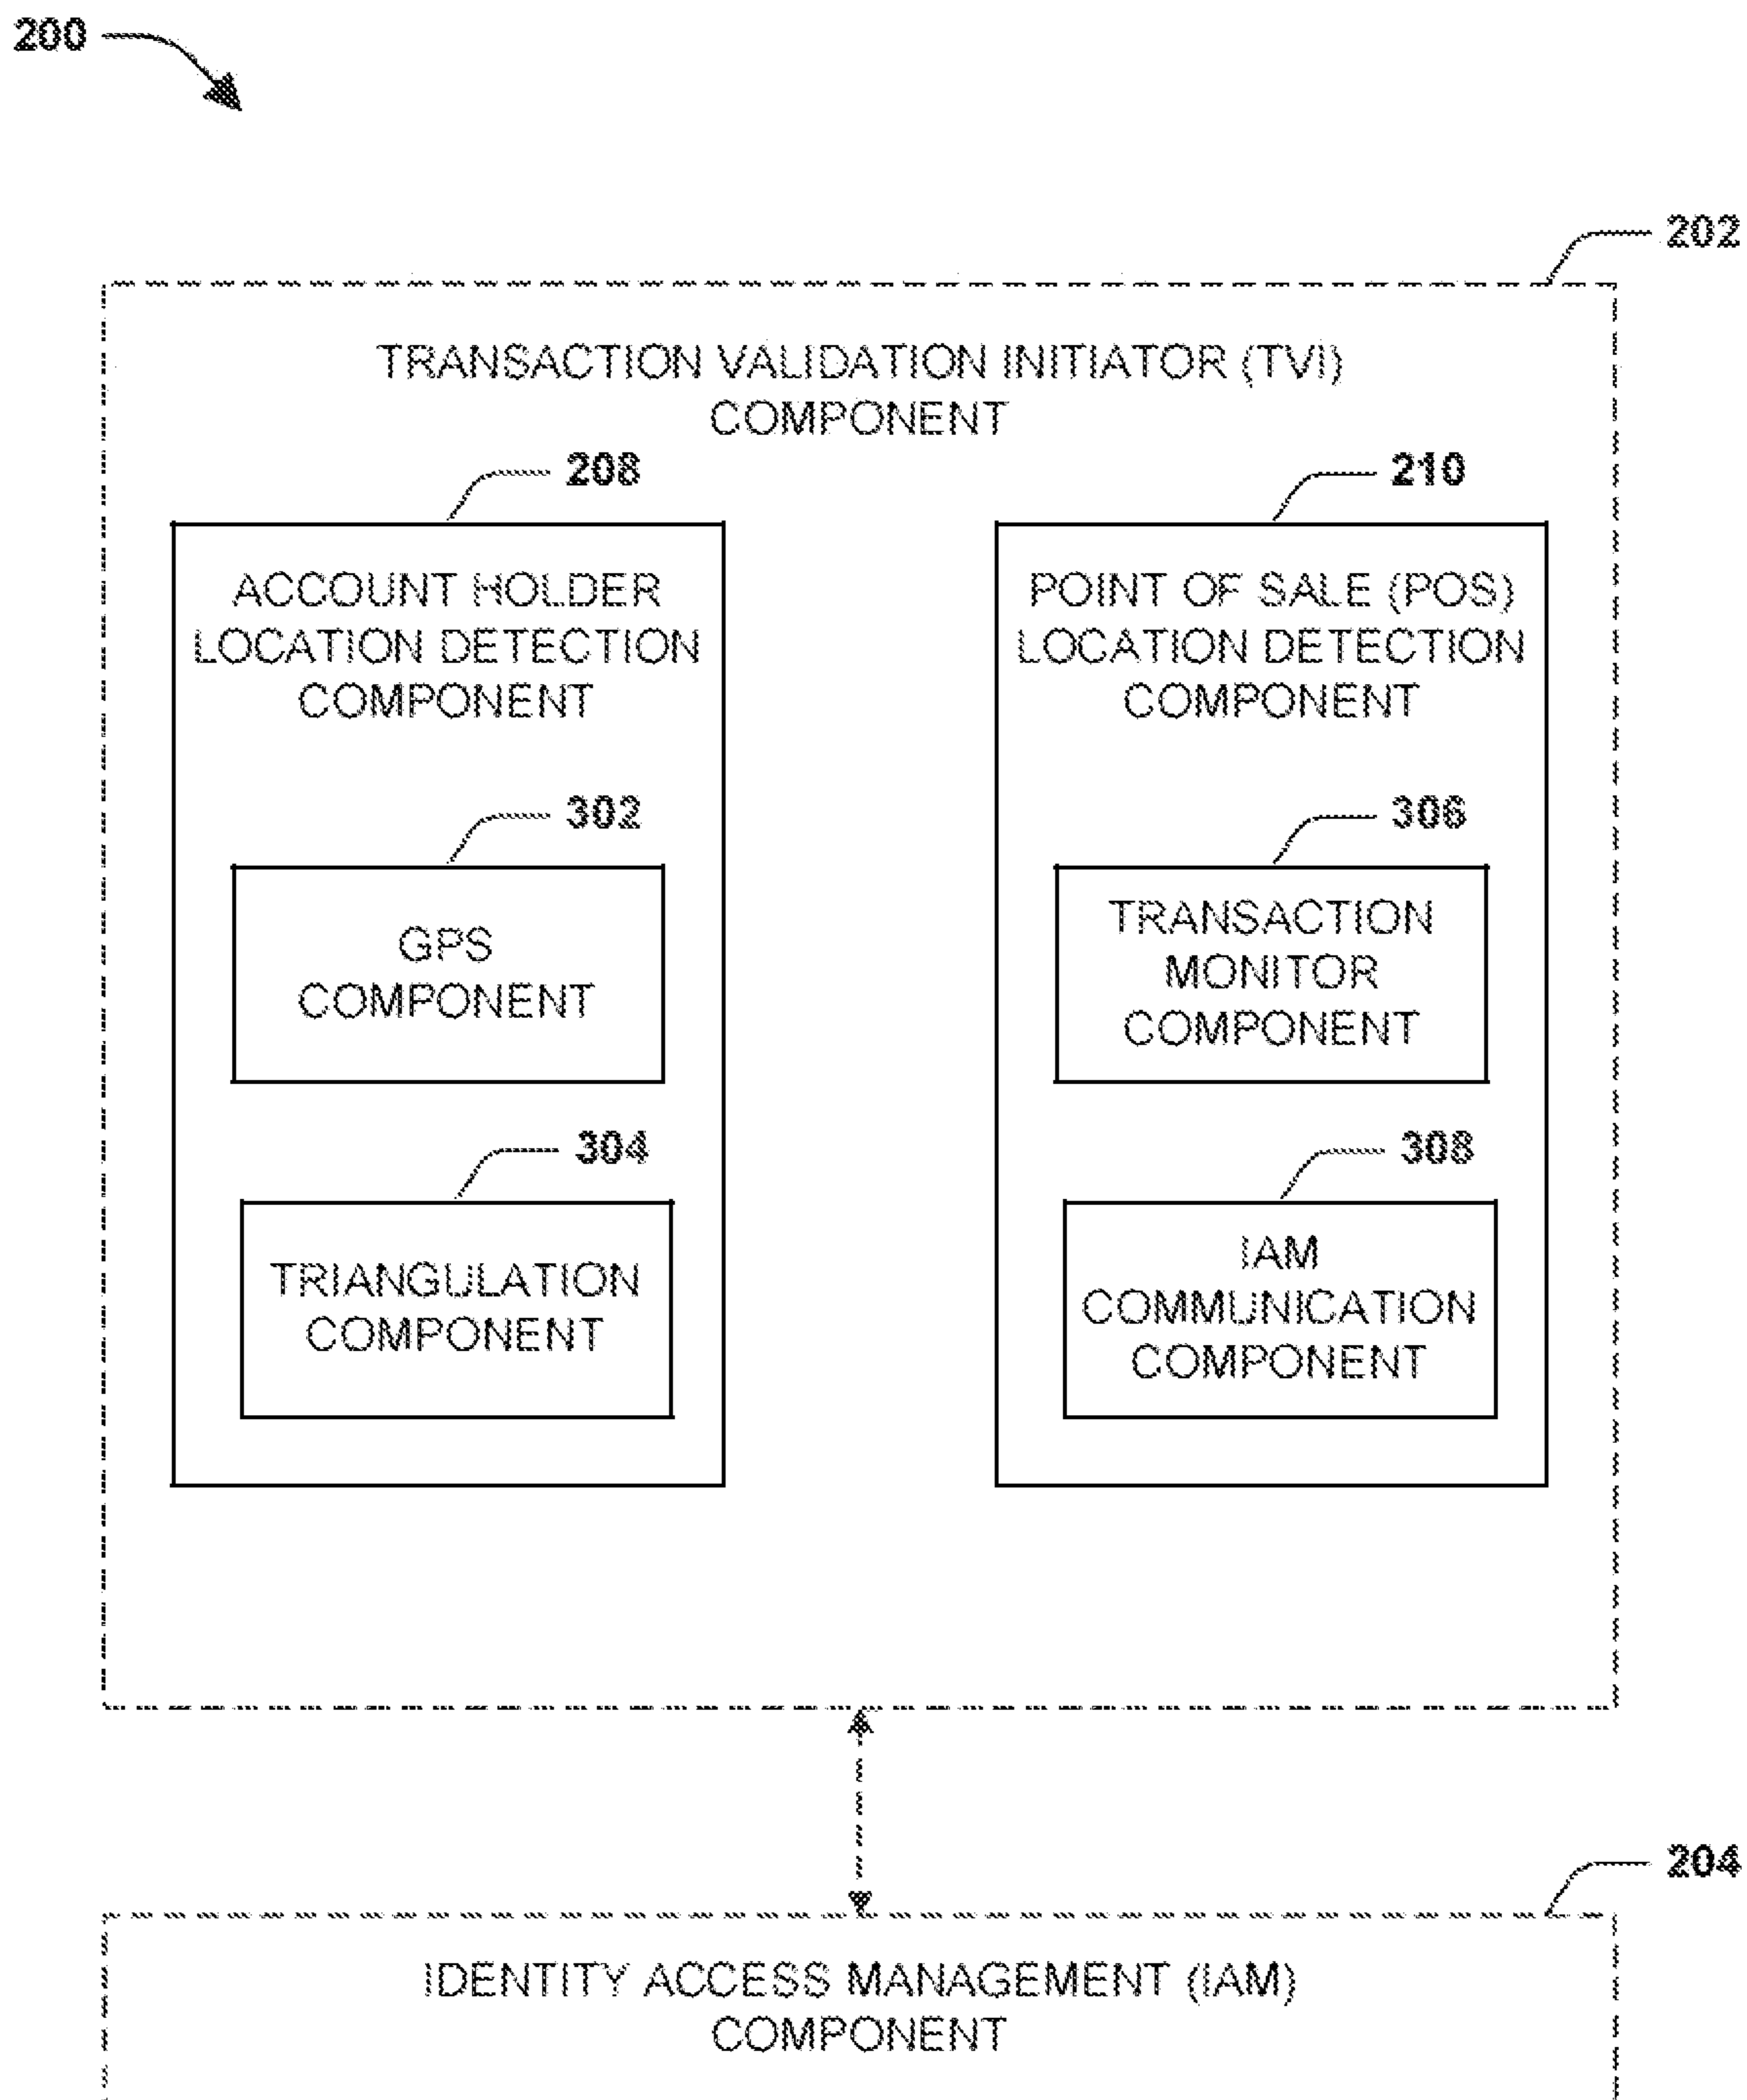 200
202
TRANSACTION VALIDATION INITIATOR (TVI)
COMPONENT
208
ACCOUNT HOLDER
LOCATION DETECTION
COMPONENT
302
GPS
COMPONENT
304
TRIANGULATION
COMPONENT
210
POINT OF SALE (POS)
LOCATION DETECTION
COMPONENT
306
TRANSACTION
MONITOR
COMPONENT
308
IAM
COMMUNICATION
COMPONENT
204
IDENTITY ACCESS MANAGEMENT (IAM)
COMPONENT